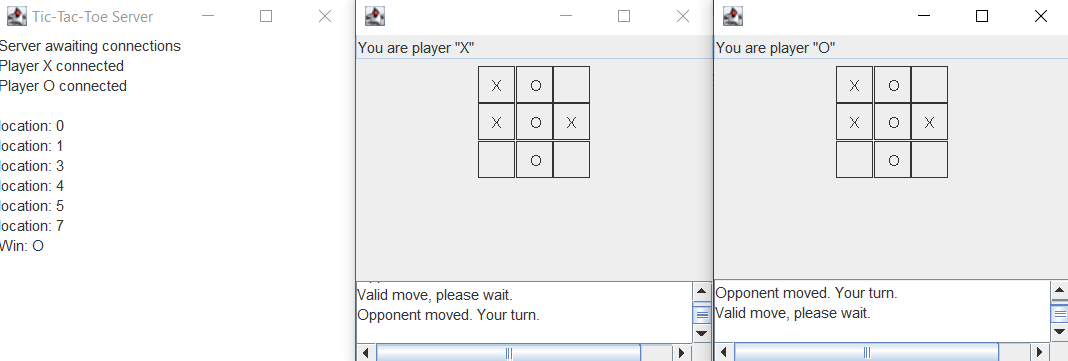 Tic-Tac-Toe Server
Server awaiting connections
Player X connected
Player O connected
location: 0
location: 1
location: 3
location: 4
location: 5
location: 7
Win: O
You are player "X"
X O
X O X
O
Valid move, please wait.
Opponent moved. Your turn.
You are player "O"
X O
X O X
O
Opponent moved. Your turn.
Valid move, please wait.